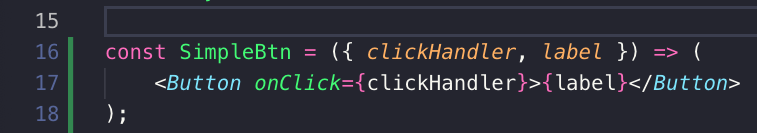 15
16 const SimpleBtn = ({ clickHandler, label }) => (
17     <Button onClick={clickHandler}>{label}</Button>
18 );